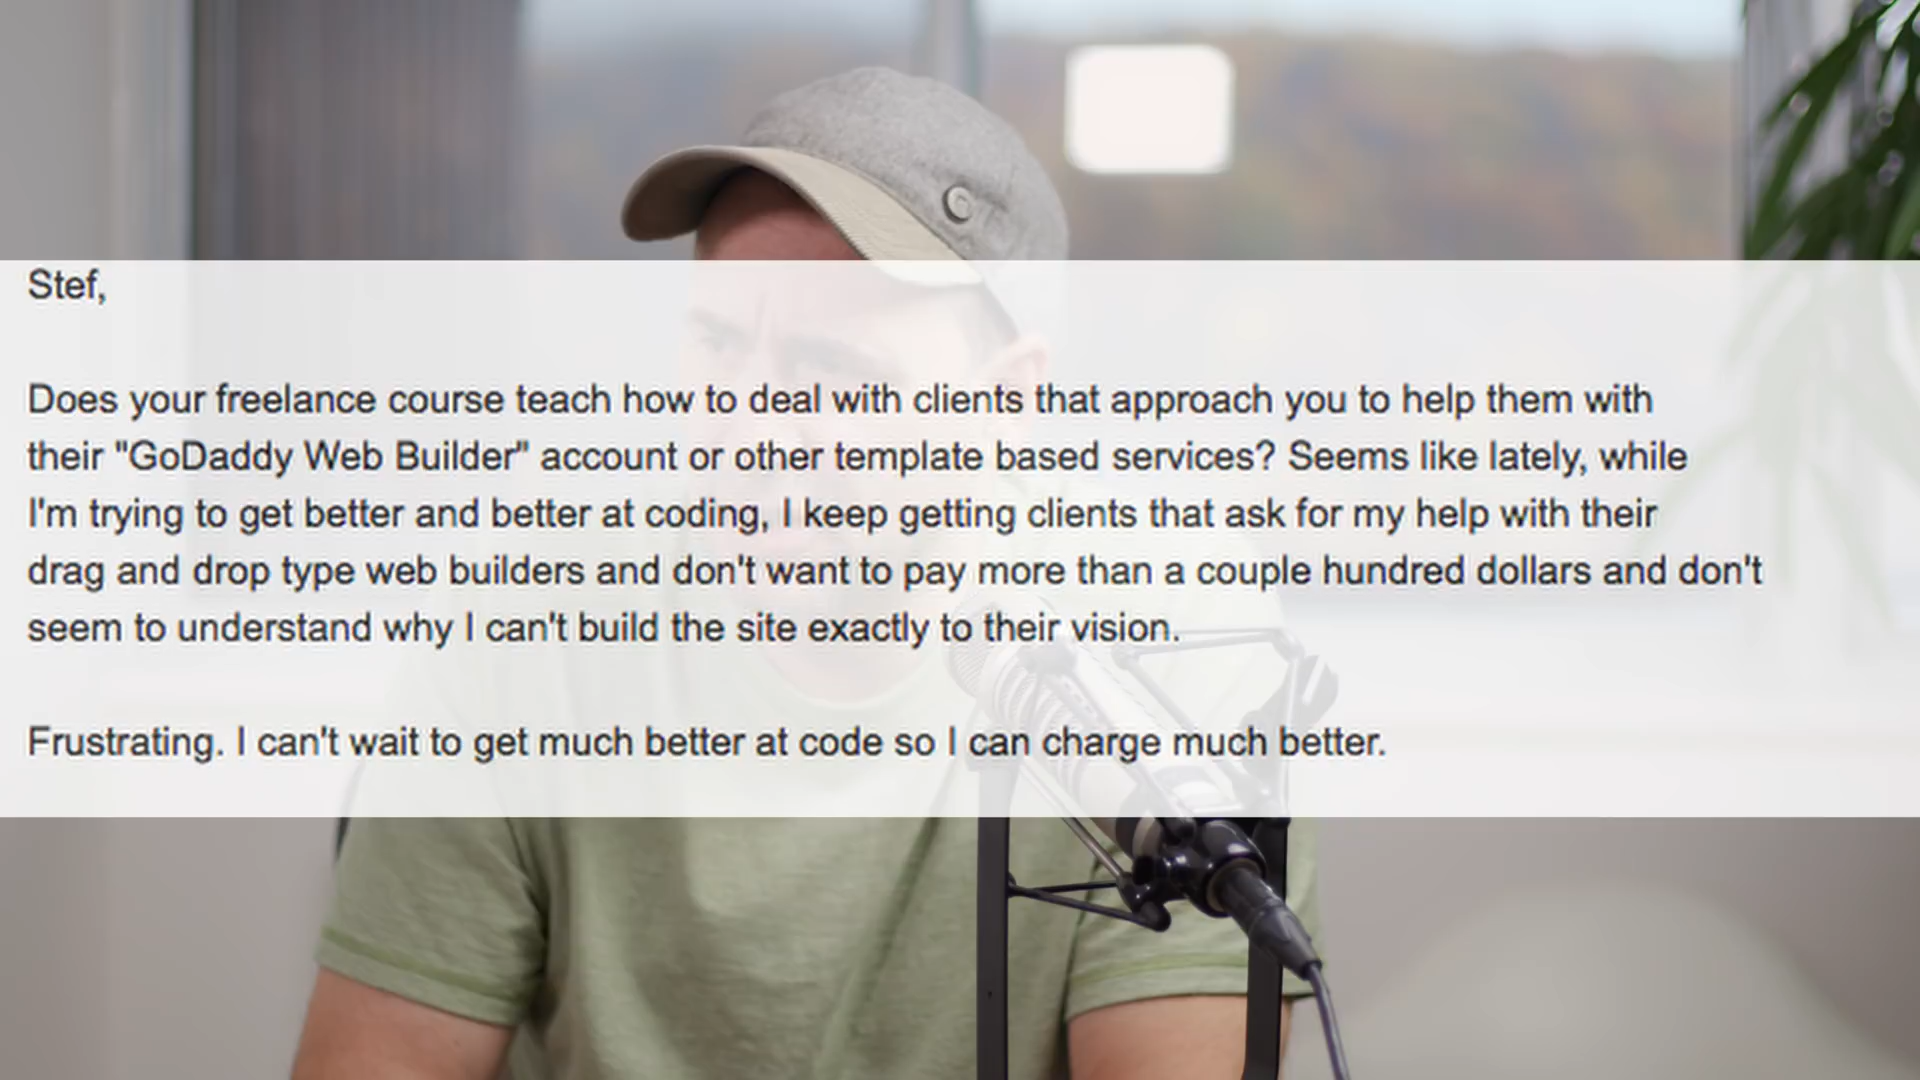 Stef,
Does your freelance course teach how to deal with clients that approach you to help them with
their "GoDaddy Web Builder" account or other template based services? Seems like lately, while
I'm trying to get better and better at coding, I keep getting clients that ask for my help with their
drag and drop type web builders and don't want to pay more than a couple hundred dollars and don't
seem to understand why I can't build the site exactly to their vision.
Frustrating. I can't wait to get much better at code so I can charge much better.